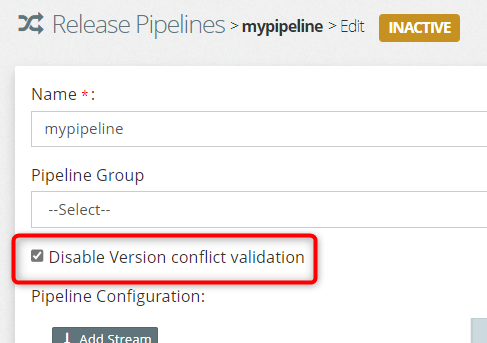 Release Pipelines > mypipeline > Edit INACTIVE
Name * :
mypipeline
Pipeline Group
--Select--
Disable Version conflict validation
Pipeline Configuration:
Add Stream